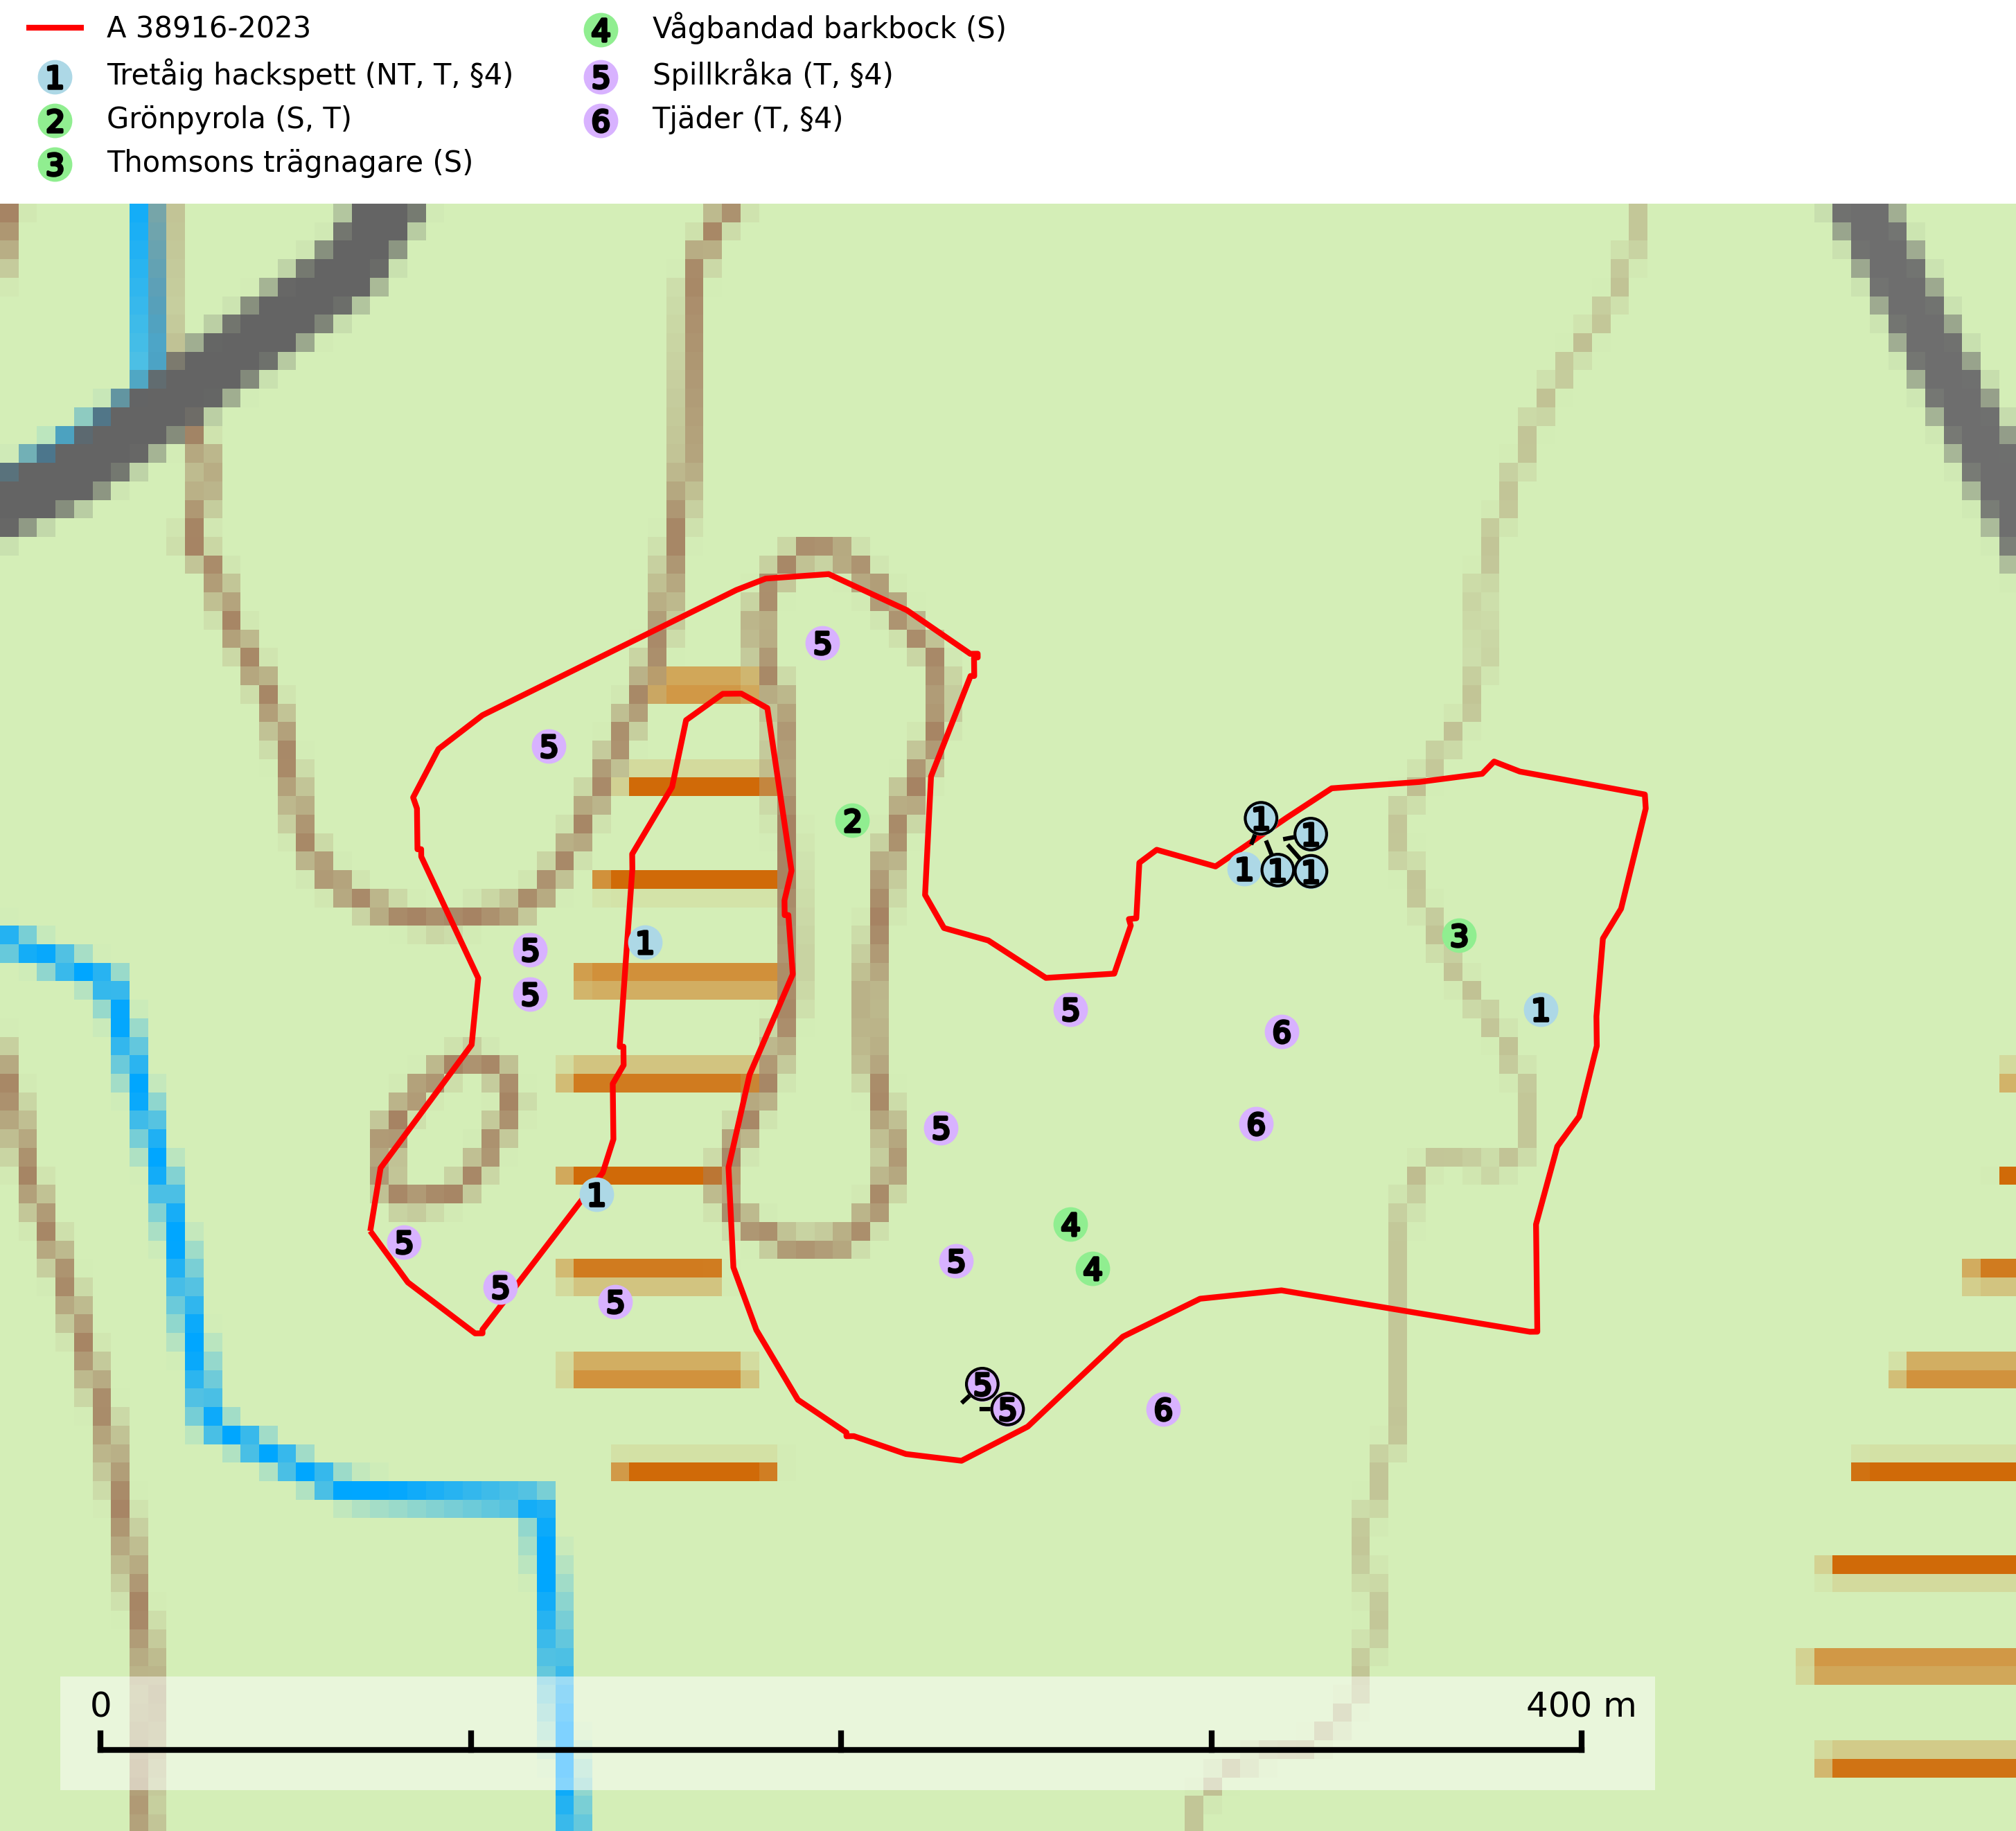 A 38916-2023
1 Tretåig hackspett (NT, T, §4)
2 Grönpyrola (S, T)
3 Thomsons trägnagare (S)
4 Vågbandad barkbock (S)
5 Spillkråka (T, §4)
6 Tjäder (T, §4)
5
5
2
1
1
1 1 1
3
1
5
5
5
1
6
5
6
1
4
5
5
4
5
5
5
5
6
0 400 m